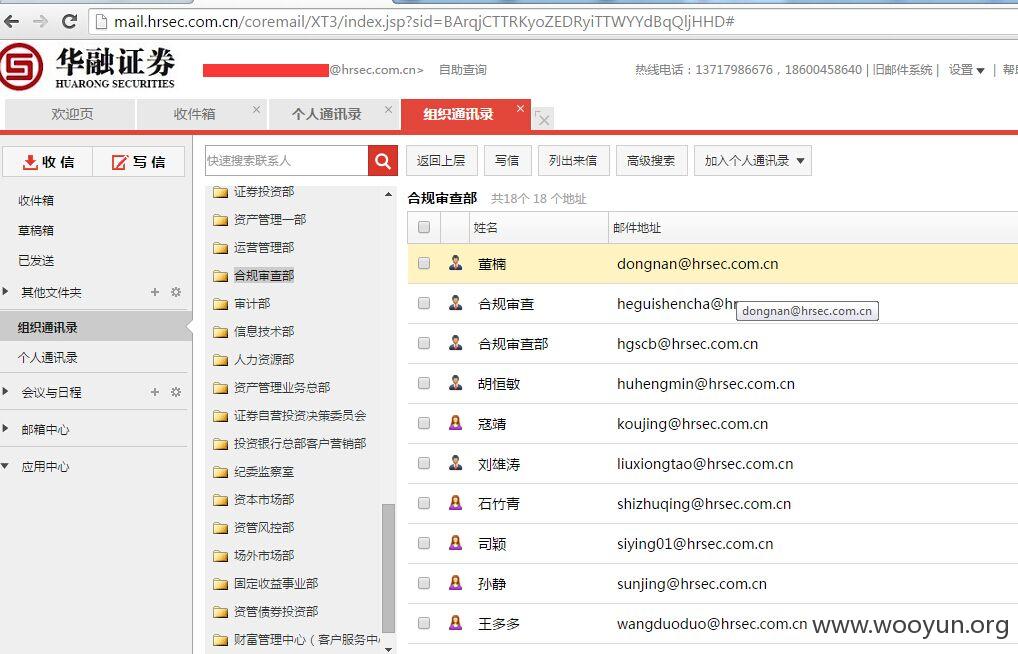 mail.hrsec.com.cn/coremail/XT3/index.jsp?sid=BArqjCTTRKyoZEDRyiTTWYYdBqQljHHD#
华融证券
HUARONG SECURITIES
@hrsec.com.cn> 自助查询
热线电话：13717986676，18600458640 | 旧邮件系统 | 设置 | 帮
欢迎页 收件箱 个人通讯录 组织通讯录
收信 写信
收件箱
草稿箱
已发送
其他文件夹
组织通讯录
个人通讯录
会议与日程
邮箱中心
应用中心
快速搜索联系人
返回上层 写信 列出来信 高级搜索 加入个人通讯录
证券投资部
资产管理一部
运营管理部
合规审查部
审计部
信息技术部
人力资源部
资产管理业务总部
证券自营投资决策委员会
投资银行总部客户营销部
纪委监察室
资本市场部
资管风控部
场外市场部
固定收益事业部
资管债券投资部
财富管理中心（客户服务中心
合规审查部 共18个 18 个地址
姓名 邮件地址
董楠 dongnan@hrsec.com.cn
合规审查 heguishencha@hr
dongnan@hrsec.com.cn
合规审查部 hgscb@hrsec.com.cn
胡恒敏 huhengmin@hrsec.com.cn
寇靖 koujing@hrsec.com.cn
刘雄涛 liuxiongtao@hrsec.com.cn
石竹青 shizhuqing@hrsec.com.cn
司颖 siying01@hrsec.com.cn
孙静 sunjing@hrsec.com.cn
王多多 wangduoduo@hrsec.com.cn
www.wooyun.org